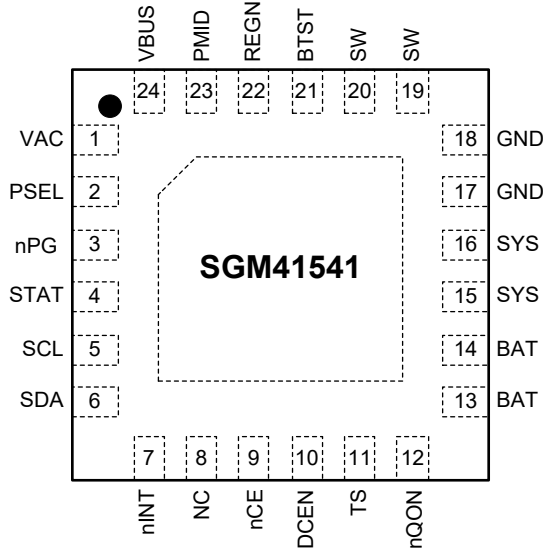 VBUS PMID REGN BTST SW SW
24 23 22 21 20 19
VAC 1 18 GND
PSEL 2 17 GND
nPG 3 16 SYS
STAT 4 15 SYS
SCL 5 14 BAT
SDA 6 13 BAT
SGM41541
7 8 9 10 11 12
nINT NC nCE DCEN TS nQON